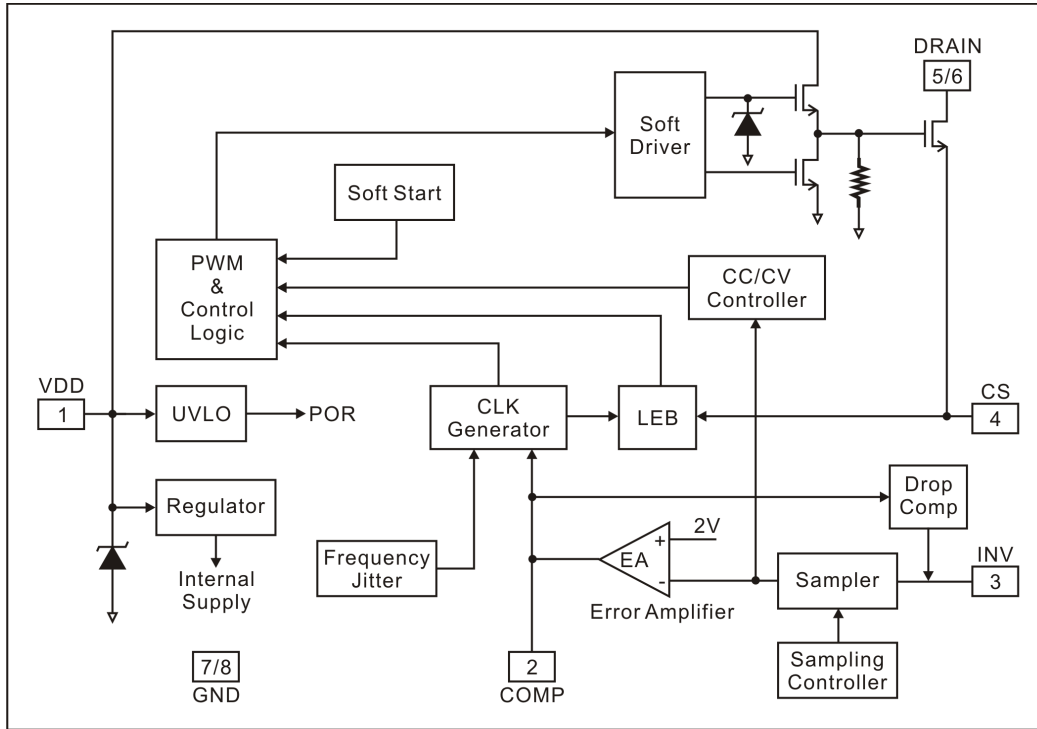 DRAIN
5/6
Soft
Driver
Soft Start
PWM
&
Control
Logic
CC/CV
Controller
VDD
1
UVLO
POR
CLK
Generator
LEB
CS
4
Regulator
Drop
Comp
2V
+
EA
-
Frequency
Jitter
Internal
Supply
Error Amplifier
Sampler
INV
3
7/8
GND
2
COMP
Sampling
Controller